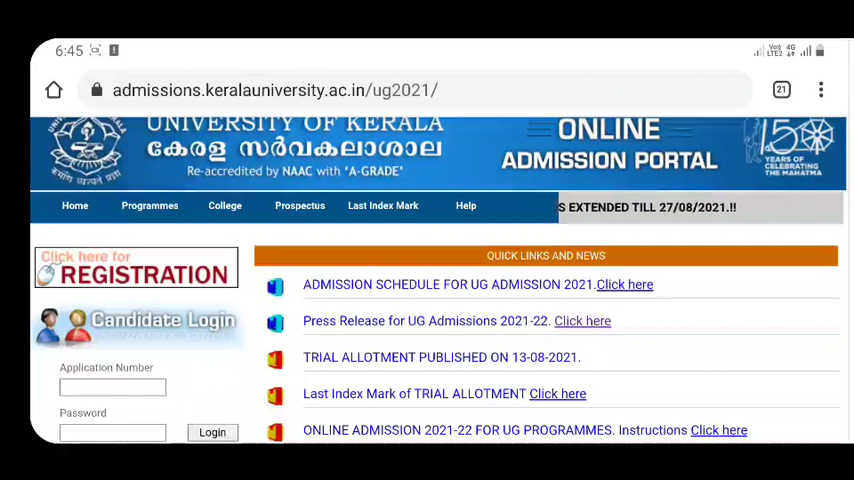 6:45 Vo)) LTE2 4G
admissions.keralauniversity.ac.in/ug2021/ 21
UNIVERSITY OF KERALA
കേരള സർവകലാശാല
Re-accredited by NAAC with 'A-GRADE'
ONLINE
ADMISSION PORTAL
150
YEARS OF
CELEBRATING
THE MAHATMA
Home Programmes College Prospectus Last Index Mark Help
S EXTENDED TILL 27/08/2021.!!
Click here for
REGISTRATION
Candidate Login
Application Number
Password
Login
QUICK LINKS AND NEWS
ADMISSION SCHEDULE FOR UG ADMISSION 2021.Click here
Press Release for UG Admissions 2021-22. Click here
TRIAL ALLOTMENT PUBLISHED ON 13-08-2021.
Last Index Mark of TRIAL ALLOTMENT Click here
ONLINE ADMISSION 2021-22 FOR UG PROGRAMMES. Instructions Click here